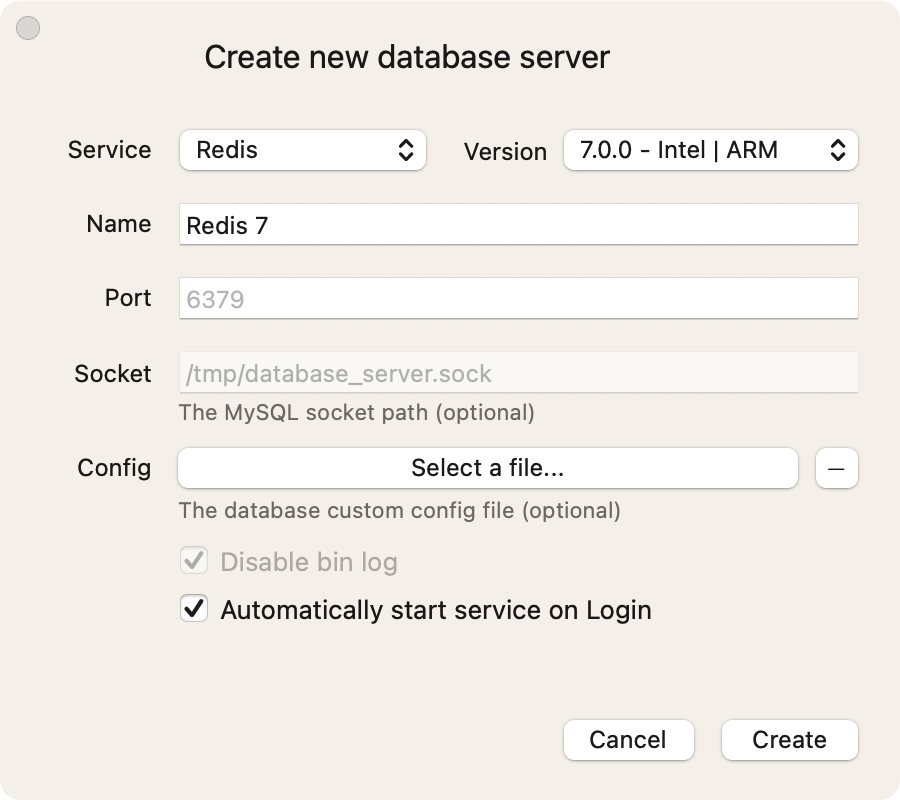 Create new database server
Service Redis Version 7.0.0 - Intel | ARM
Name Redis 7
Port 6379
Socket /tmp/database_server.sock
The MySQL socket path (optional)
Config Select a file... —
The database custom config file (optional)
Disable bin log
Automatically start service on Login
Cancel Create